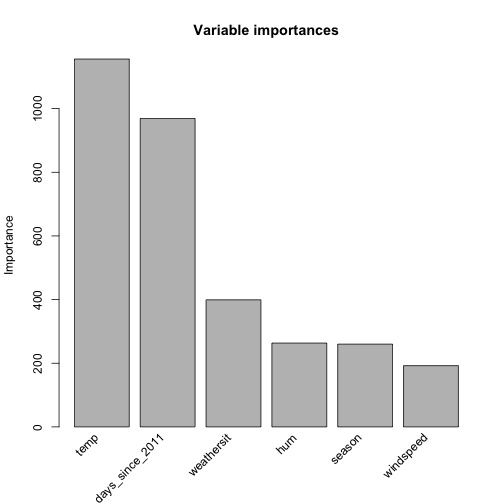 Variable importances
Importance
1000
800
600
400
200
0
temp
days_since_2011
weathersit
hum
season
windspeed